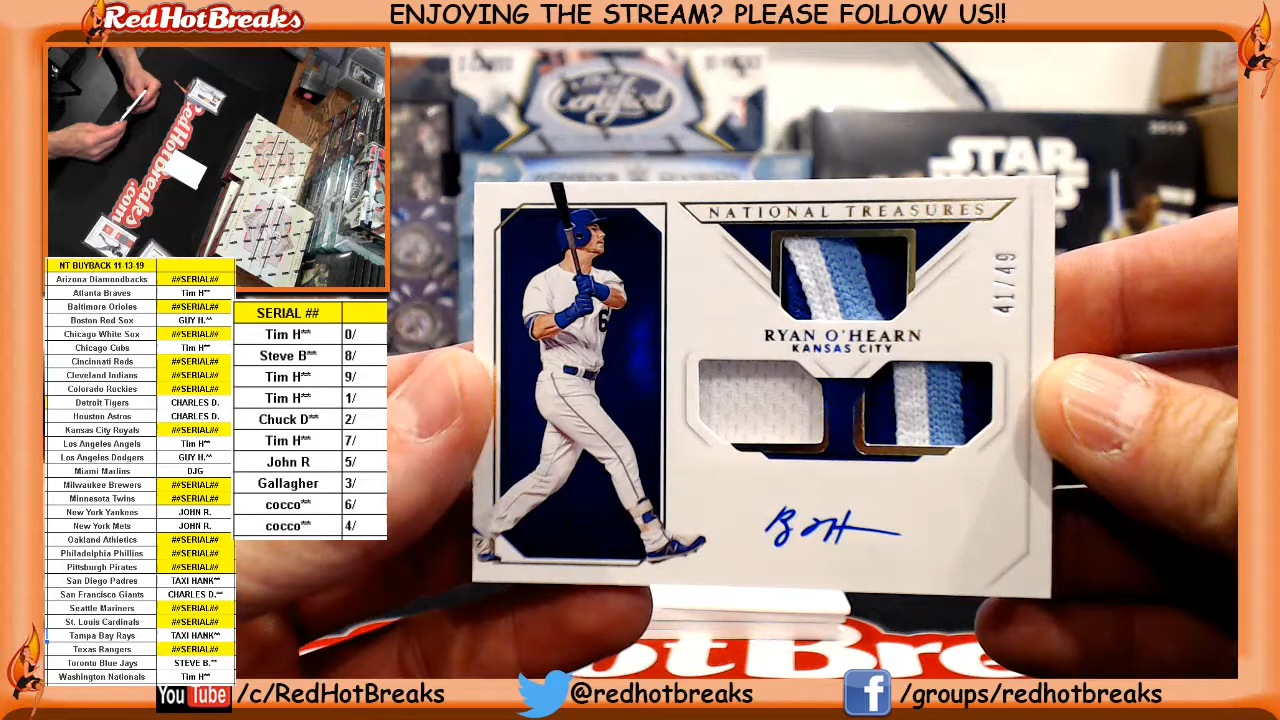 RedHotBreaks
ENJOYING THE STREAM? PLEASE FOLLOW US!!
RedHotBreaks
.com
NT BUYBACK 11-13-19
Arizona Diamondbacks ##SERIAL##
Atlanta Braves Tim H**
Baltimore Orioles ##SERIAL##
Boston Red Sox GUY H.^^
Chicago White Sox ##SERIAL##
Chicago Cubs Tim H**
Cincinnati Reds ##SERIAL##
Cleveland Indians ##SERIAL##
Colorado Rockies ##SERIAL##
Detroit Tigers CHARLES D.
Houston Astros CHARLES D.
Kansas City Royals ##SERIAL##
Los Angeles Angels Tim H**
Los Angeles Dodgers GUY H.^^
Miami Marlins DJG
Milwaukee Brewers ##SERIAL##
Minnesota Twins ##SERIAL##
New York Yankees JOHN R.
New York Mets JOHN R.
Oakland Athletics ##SERIAL##
Philadelphia Phillies ##SERIAL##
Pittsburgh Pirates ##SERIAL##
San Diego Padres TAXI HANK**
San Francisco Giants CHARLES D.**
Seattle Mariners ##SERIAL##
St. Louis Cardinals ##SERIAL##
Tampa Bay Rays TAXI HANK**
Texas Rangers ##SERIAL##
Toronto Blue Jays STEVE B.**
Washington Nationals Tim H**
SERIAL ##
Tim H** 0/
Steve B** 8/
Tim H** 9/
Tim H** 1/
Chuck D** 2/
Tim H** 7/
John R 5/
Gallagher 3/
cocco** 6/
cocco** 4/
Certified
STAR
NATIONAL TREASURES
41/49
RYAN O'HEARN
KANSAS CITY
6
otBre
YouTube /c/RedHotBreaks
@redhotbreaks
f /groups/redhotbreaks